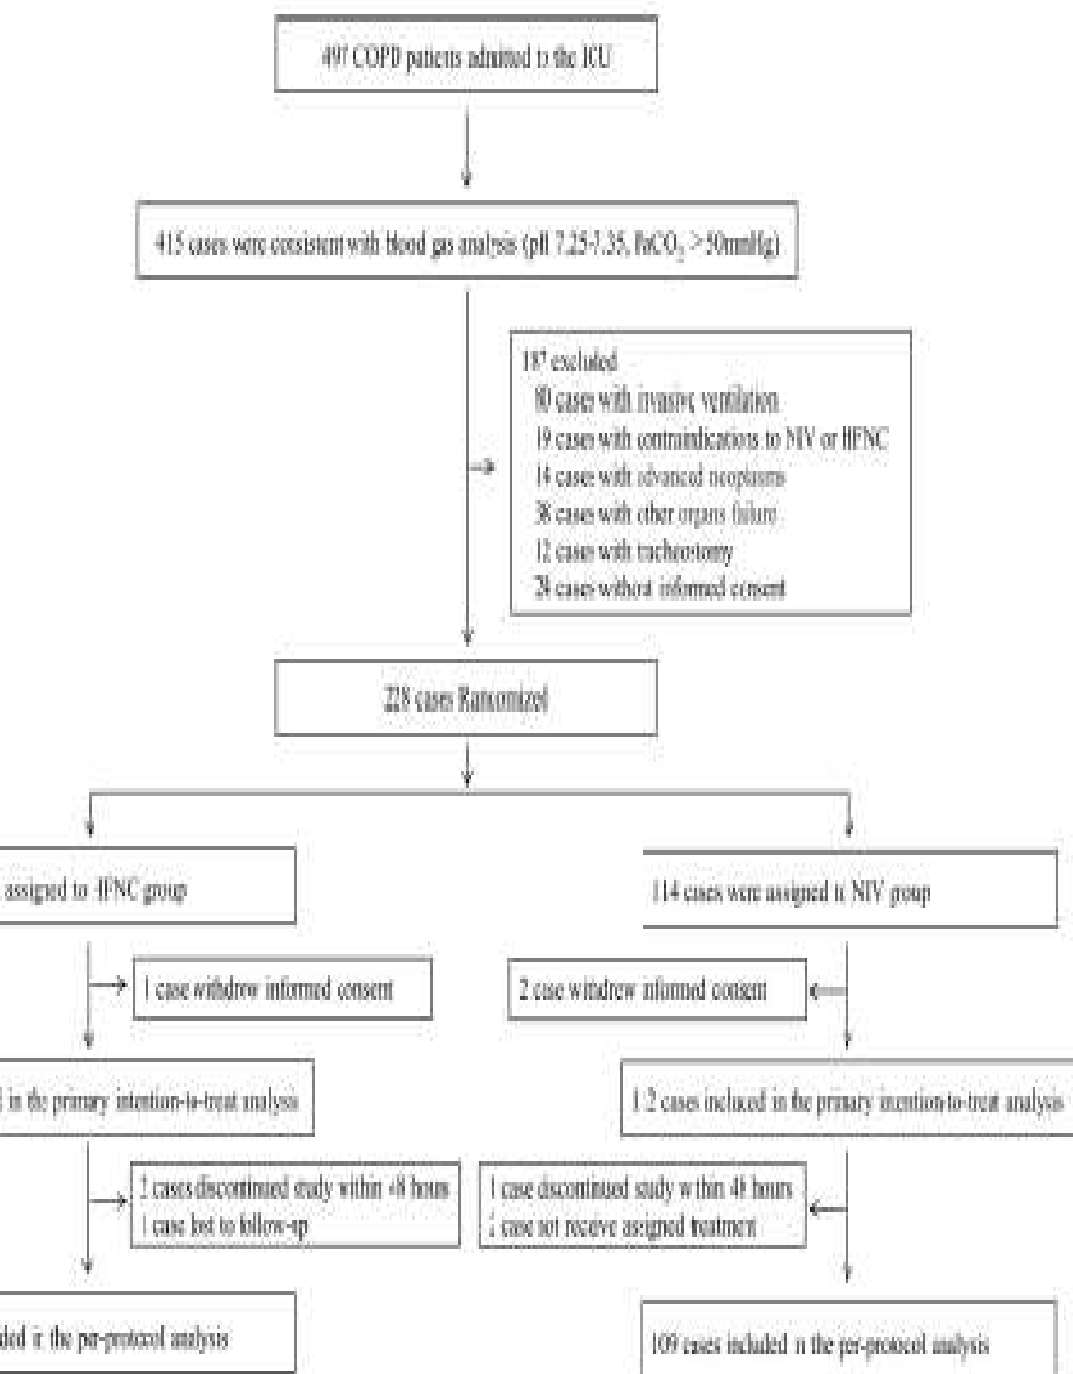 497 COPD patients admitted to the ICU
415 cases were consistent with blood gas analysis (pH 7.25-7.35, PaCO₂ >50mmHg)
187 excluded
80 cases with invasive ventilation
19 cases with contraindications to NIV or HFNC
14 cases with advanced neoplasms
cases with other organs failure
12 cases with tracheostomy
cases without informed consent
228 cases Randomized
assigned to HFNC group
114 cases were assigned to NIV group
1 case withdrew informed consent
2 case withdrew informed consent
in the primary intention-to-treat analysis
112 cases included in the primary intention-to-treat analysis
2 cases discontinued study within 48 hours
1 case lost to follow-up
1 case discontinued study within 48 hours
case not receive assigned treatment
in the per-protocol analysis
109 cases included in the per-protocol analysis